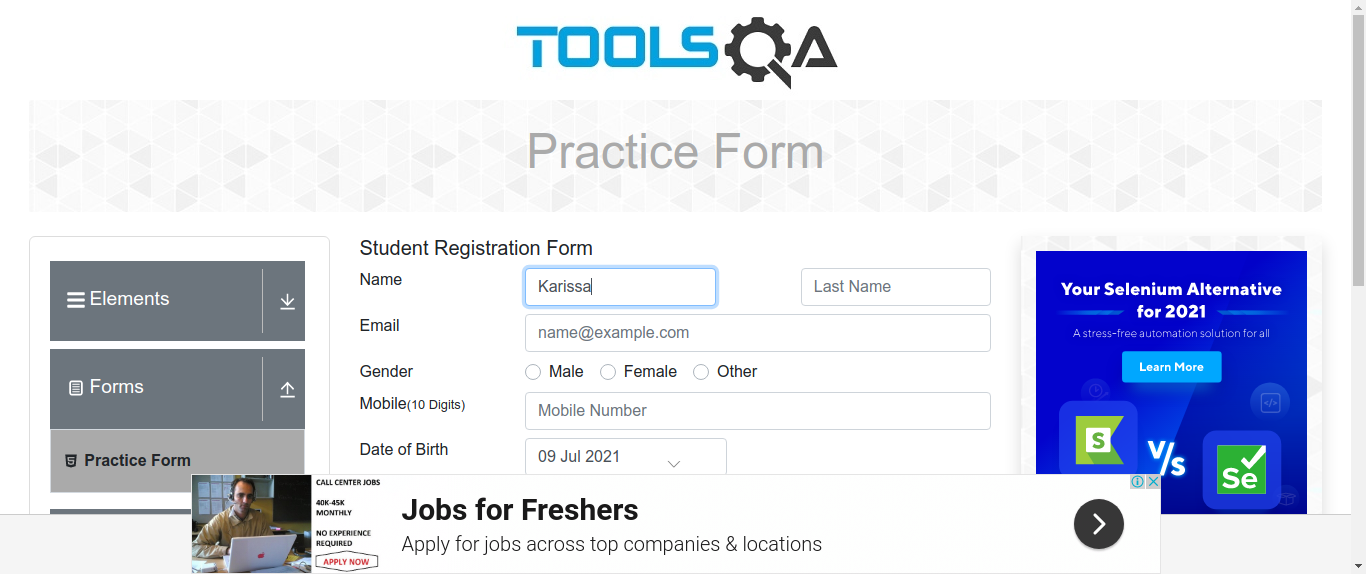 TOOLSQA
Practice Form
Elements
Forms
Practice Form
Student Registration Form
Name
Karissa
Last Name
Email
name@example.com
Gender
Male
Female
Other
Mobile(10 Digits)
Mobile Number
Date of Birth
09 Jul 2021
Your Selenium Alternative
for 2021
A stress-free automation solution for all
Learn More
S
V/s
Se
CALL CENTER JOBS
40K-45K
MONTHLY
NO EXPERIENCE
REQUIRED
APPLY NOW
Jobs for Freshers
Apply for jobs across top companies & locations